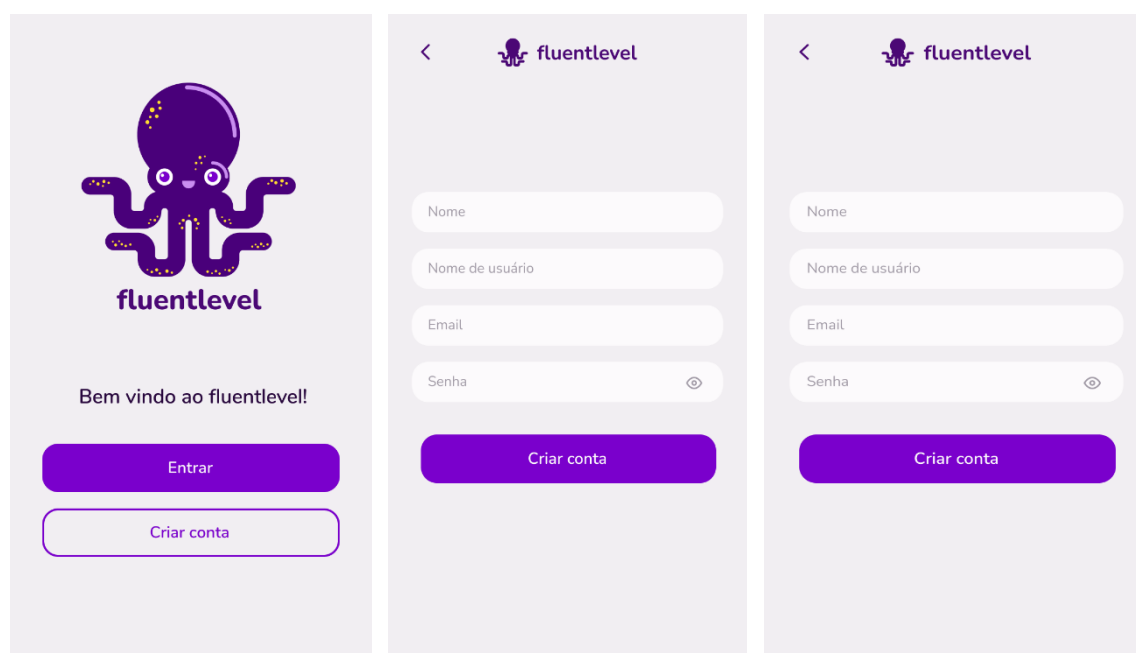 fluentlevel
Bem vindo ao fluentlevel!
Entrar
Criar conta
fluentlevel
Nome
Nome de usuário
Email
Senha
Criar conta
fluentlevel
Nome
Nome de usuário
Email
Senha
Criar conta